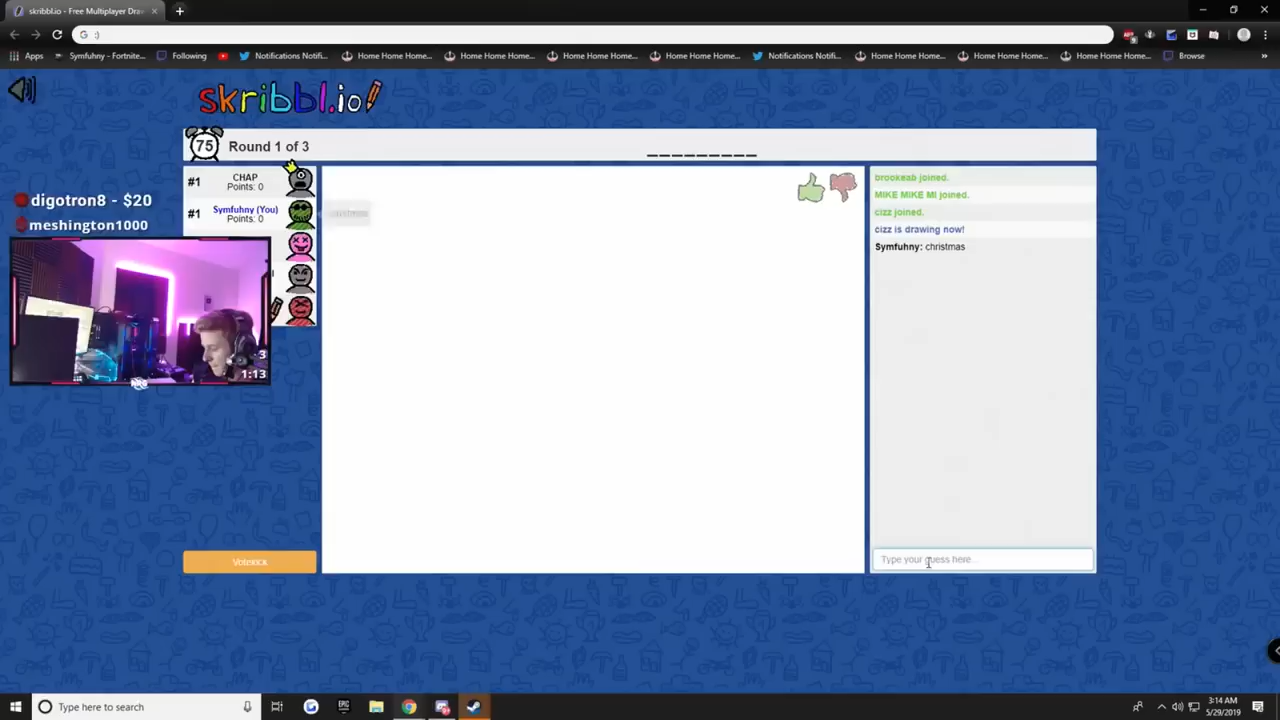 skribbl.io - Free Multiplayer Dra
:)
Apps
Symfuhny - Fortnite...
Following
Notifications Notifi...
Home Home Home...
Home Home Home...
Home Home Home...
Home Home Home...
Notifications Notifi...
Home Home Home...
Home Home Home...
Home Home Home...
Browse
skribbl.io
75
Round 1 of 3
_________
#1
CHAP
Points: 0
#1
Symfuhny (You)
Points: 0
christmas
digotron8 - $20
meshington1000
-3
1:13
Votekick
brookeab joined.
MIKE MIKE MI joined.
cizz joined.
cizz is drawing now!
Symfuhny: christmas
Type your guess here...
Type here to search
EPIC
3:14 AM
5/29/2019